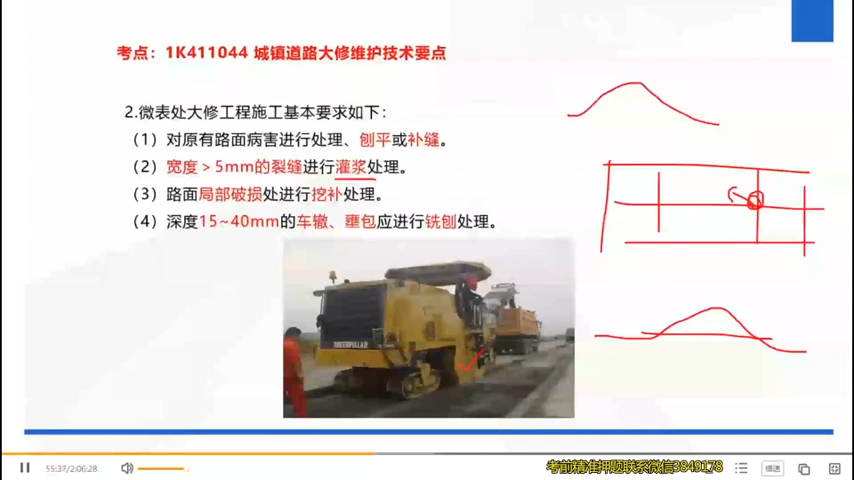 考点：1K411044 城镇道路大修维护技术要点
2.微表处大修工程施工基本要求如下：
（1）对原有路面病害进行处理、刨平或补缝。
（2）宽度＞5mm的裂缝进行灌浆处理。
（3）路面局部破损处进行挖补处理。
（4）深度15~40mm的车辙、壅包应进行铣刨处理。
CATERPILLAR
55:37/2:06:28
考前精准押题联系微信3849178
倍速